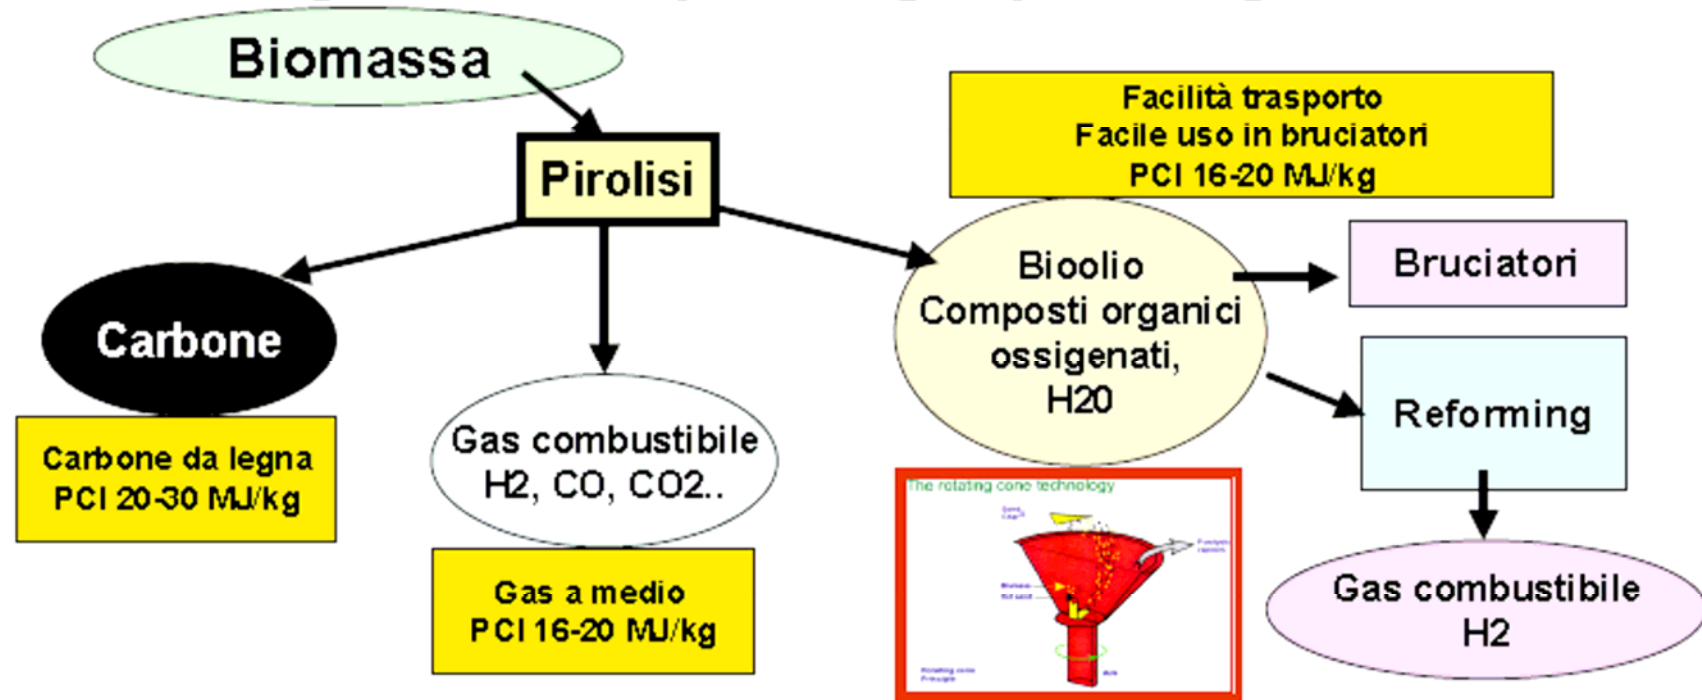 Biomassa
Pirolisi
Facilità trasporto
Facile uso in bruciatori
PCI 16-20 MJ/kg
Carbone
Carbone da legna
PCI 20-30 MJ/kg
Gas combustibile
H2, CO, CO2..
Gas a medio
PCI 16-20 MJ/kg
Bioolio
Composti organici
ossigenati,
H20
Bruciatori
Reforming
Gas combustibile
H2
The rotating cone technology